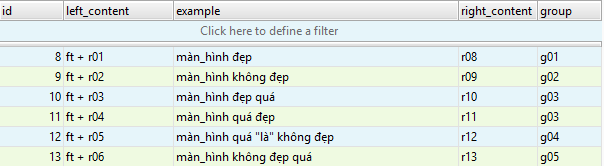 id left_content example right_content group
Click here to define a filter
8 ft + r01 màn_hình đẹp r08 g01
9 ft + r02 màn_hình không đẹp r09 g02
10 ft + r03 màn_hình đẹp quá r10 g03
11 ft + r04 màn_hình quá đẹp r11 g03
12 ft + r05 màn_hình quá "là" không đẹp r12 g04
13 ft + r06 màn_hình không đẹp quá r13 g05